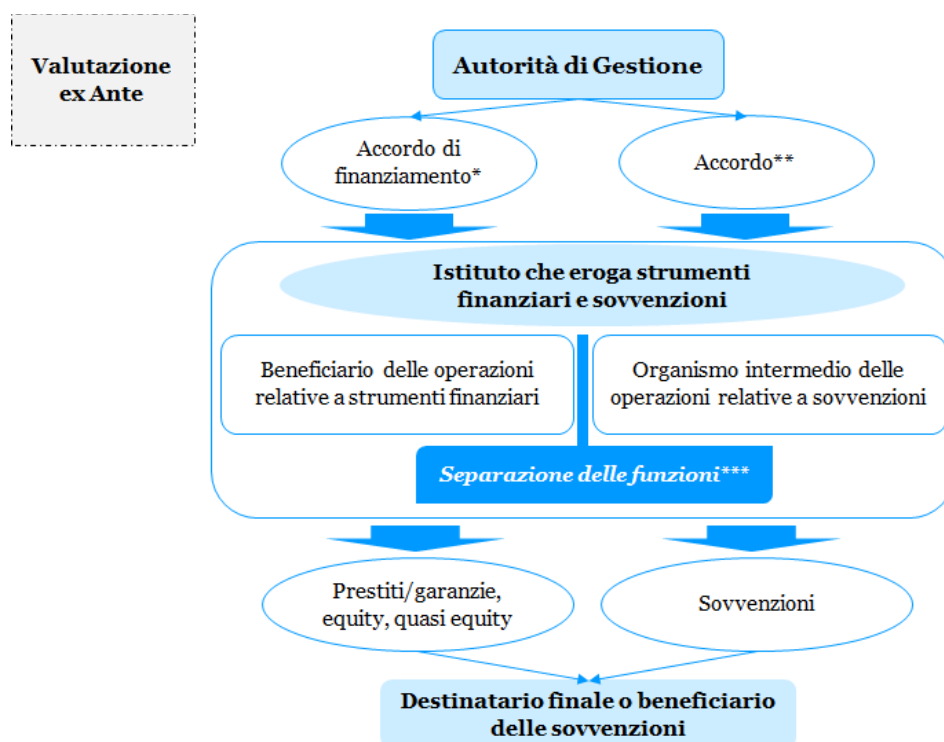 Valutazione
ex Ante
Autorità di Gestione
Accordo di
finanziamento*
Accordo**
Istituto che eroga strumenti
finanziari e sovvenzioni
Beneficiario delle operazioni
relative a strumenti finanziari
Organismo intermedio delle
operazioni relative a sovvenzioni
Separazione delle funzioni***
Prestiti/garanzie,
equity, quasi equity
Sovvenzioni
Destinatario finale o beneficiario
delle sovvenzioni